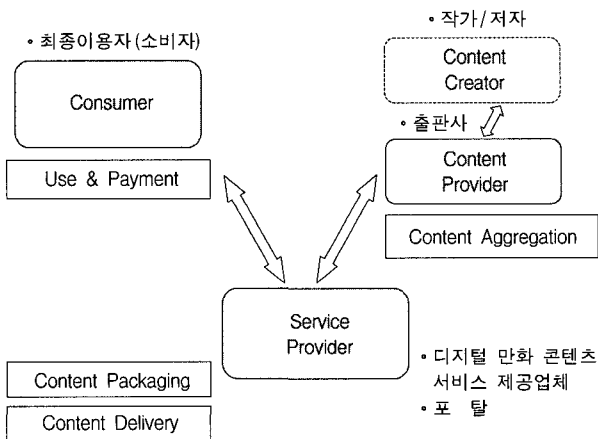 • 작가/저자
• 최종이용자(소비자)
Content
Creator
Consumer
• 출판사
Content
Provider
Use & Payment
Content Aggregation
Service
Provider
• 디지털 만화 콘텐츠
서비스 제공업체
• 포 탈
Content Packaging
Content Delivery